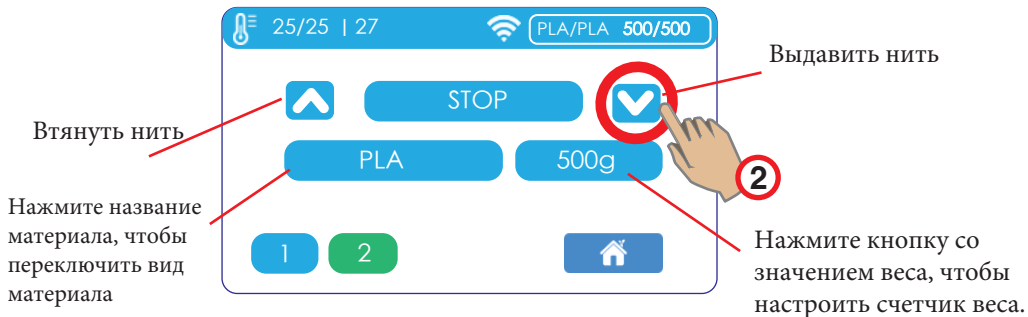 25/25 | 27
PLA/PLA 500/500
Выдавить нить
STOP
Втянуть нить
PLA
500g
2
Нажмите название
материала, чтобы
переключить вид
материала
1
2
Нажмите кнопку со
значением веса, чтобы
настроить счетчик веса.